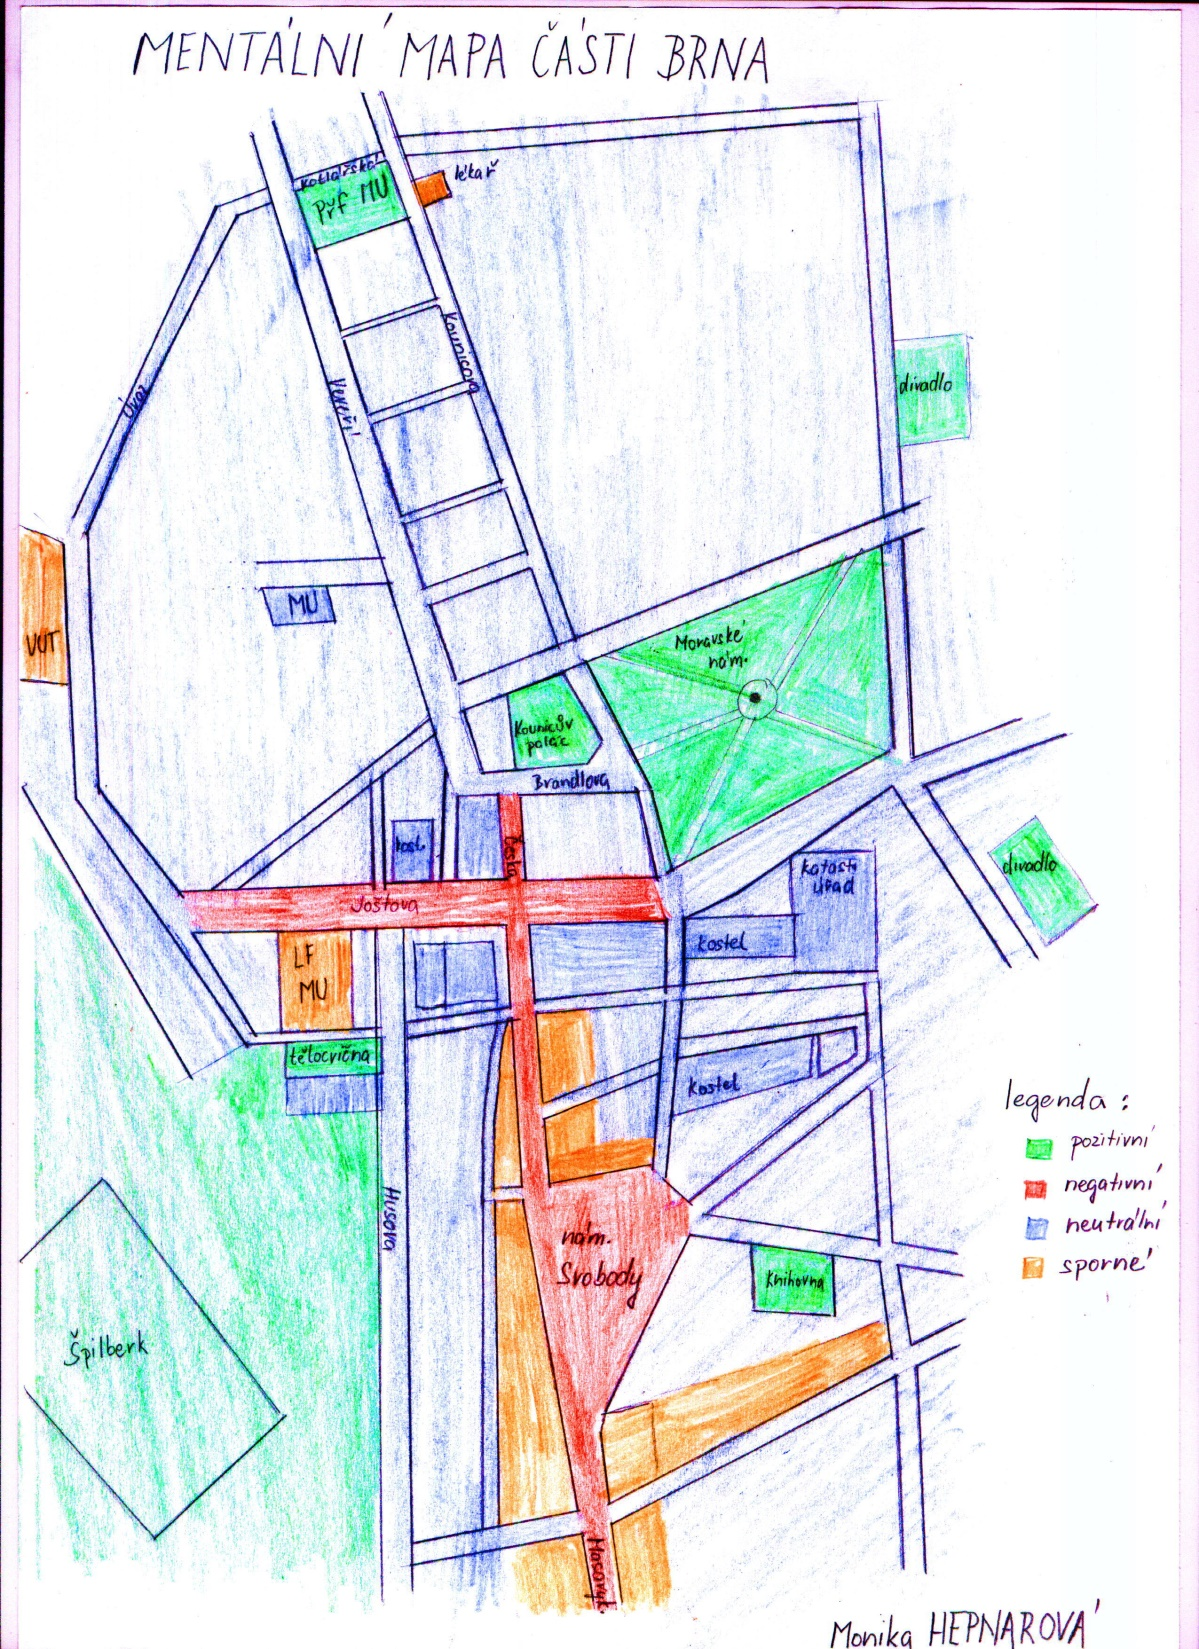 MENTÁLNÍ MAPA ČÁSTI BRNA
Kotlářská
Přf MU
lékař
Kounicova
Veveří
Úvoz
divadlo
VUT
MU
Moravské
nám.
Kounicův
palác
Brandlova
kost.
Česká
Joštova
katastr.
úřad
kostel
divadlo
LF
MU
tělocvična
kostel
Husova
nám.
Svobody
Knihovna
Špilberk
Masaryk.
legenda :
pozitivní
negativní
neutrální
sporné
Monika HEPNAROVÁ